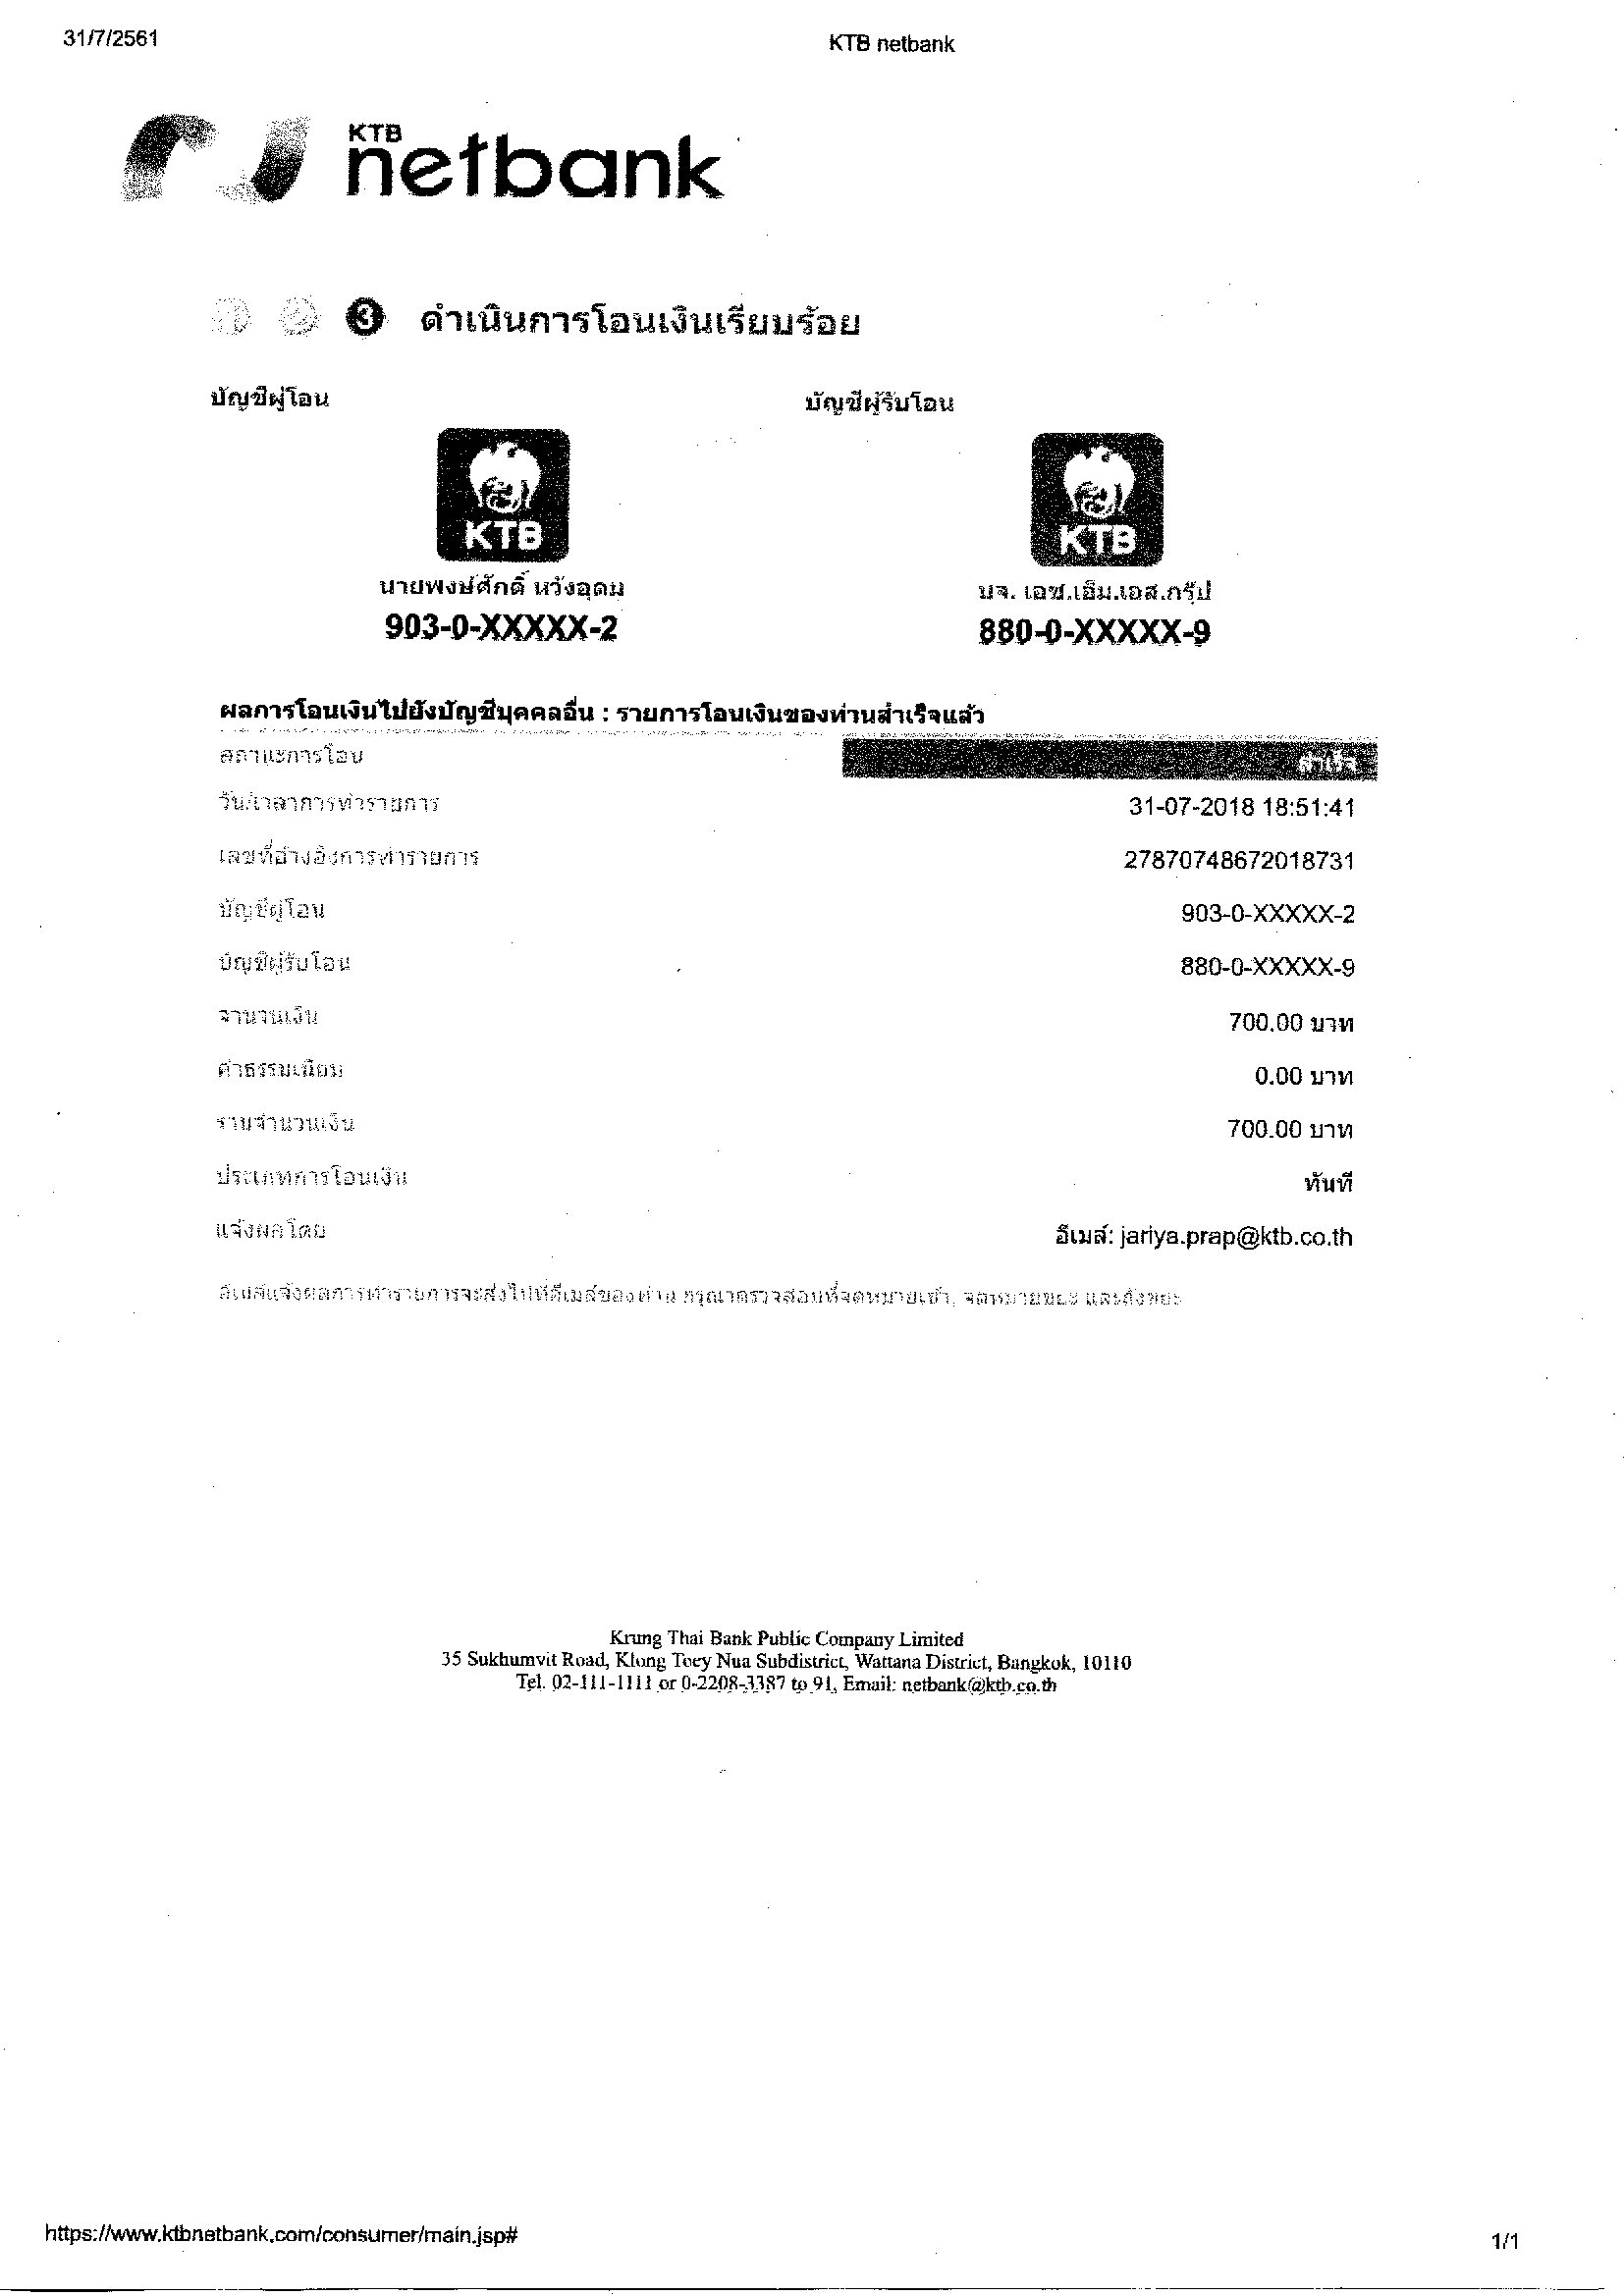 31/7/2561
KTB netbank
KTB
netbank
1 2 3 ดำเนินการโอนเงินเรียบร้อย
บัญชีผู้โอน
บัญชีผู้รับโอน
KTB
KTB
นายพงษ์ศักดิ์ หวังอุดม
บจ. เอช.เอ็ม.เอส.กรุ๊ป
903-0-XXXXX-2
880-0-XXXXX-9
ผลการโอนเงินไปยังบัญชีบุคคลอื่น : รายการโอนเงินของท่านสำเร็จแล้ว
สถานะการโอน สำเร็จ
วัน/เวลาการทำรายการ 31-07-2018 18:51:41
เลขที่อ้างอิงการทำรายการ 27870748672018731
บัญชีผู้โอน 903-0-XXXXX-2
บัญชีผู้รับโอน 880-0-XXXXX-9
จำนวนเงิน 700.00 บาท
ค่าธรรมเนียม 0.00 บาท
รวมจำนวนเงิน 700.00 บาท
ประเภทการโอนเงิน ทันที
แจ้งผลโดย อีเมล์: jariya.prap@ktb.co.th
อีเมล์แจ้งผลการทำรายการจะส่งไปที่อีเมล์ของท่าน กรุณาตรวจสอบที่จดหมายเข้า, จดหมายขยะ และถังขยะ
Krung Thai Bank Public Company Limited
35 Sukhumvit Road, Klong Toey Nua Subdistrict, Wattana District, Bangkok, 10110
Tel. 02-111-1111 or 0-2208-3387 to 91, Email: netbank@ktb.co.th
https://www.ktbnetbank.com/consumer/main.jsp#
1/1